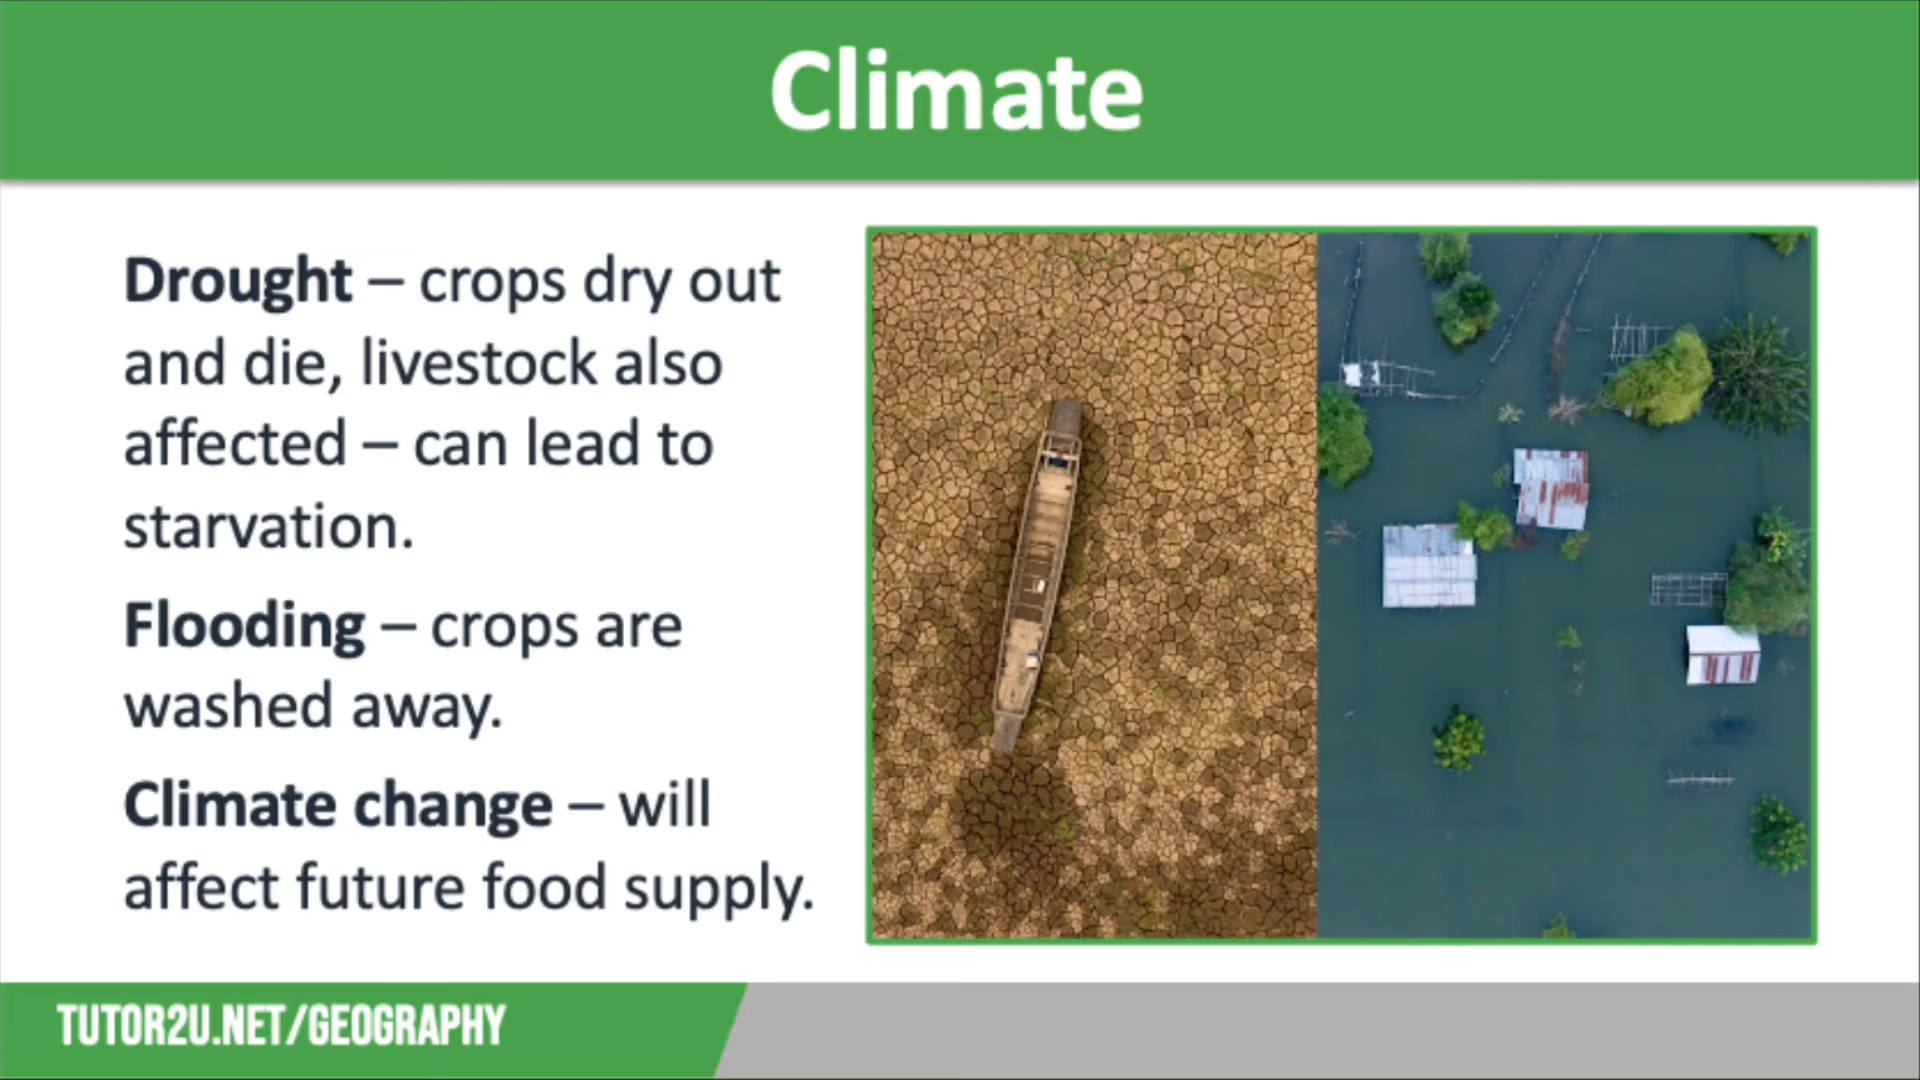 Climate
Drought – crops dry out
and die, livestock also
affected – can lead to
starvation.
Flooding – crops are
washed away.
Climate change – will
affect future food supply.
TUTOR2U.NET/GEOGRAPHY